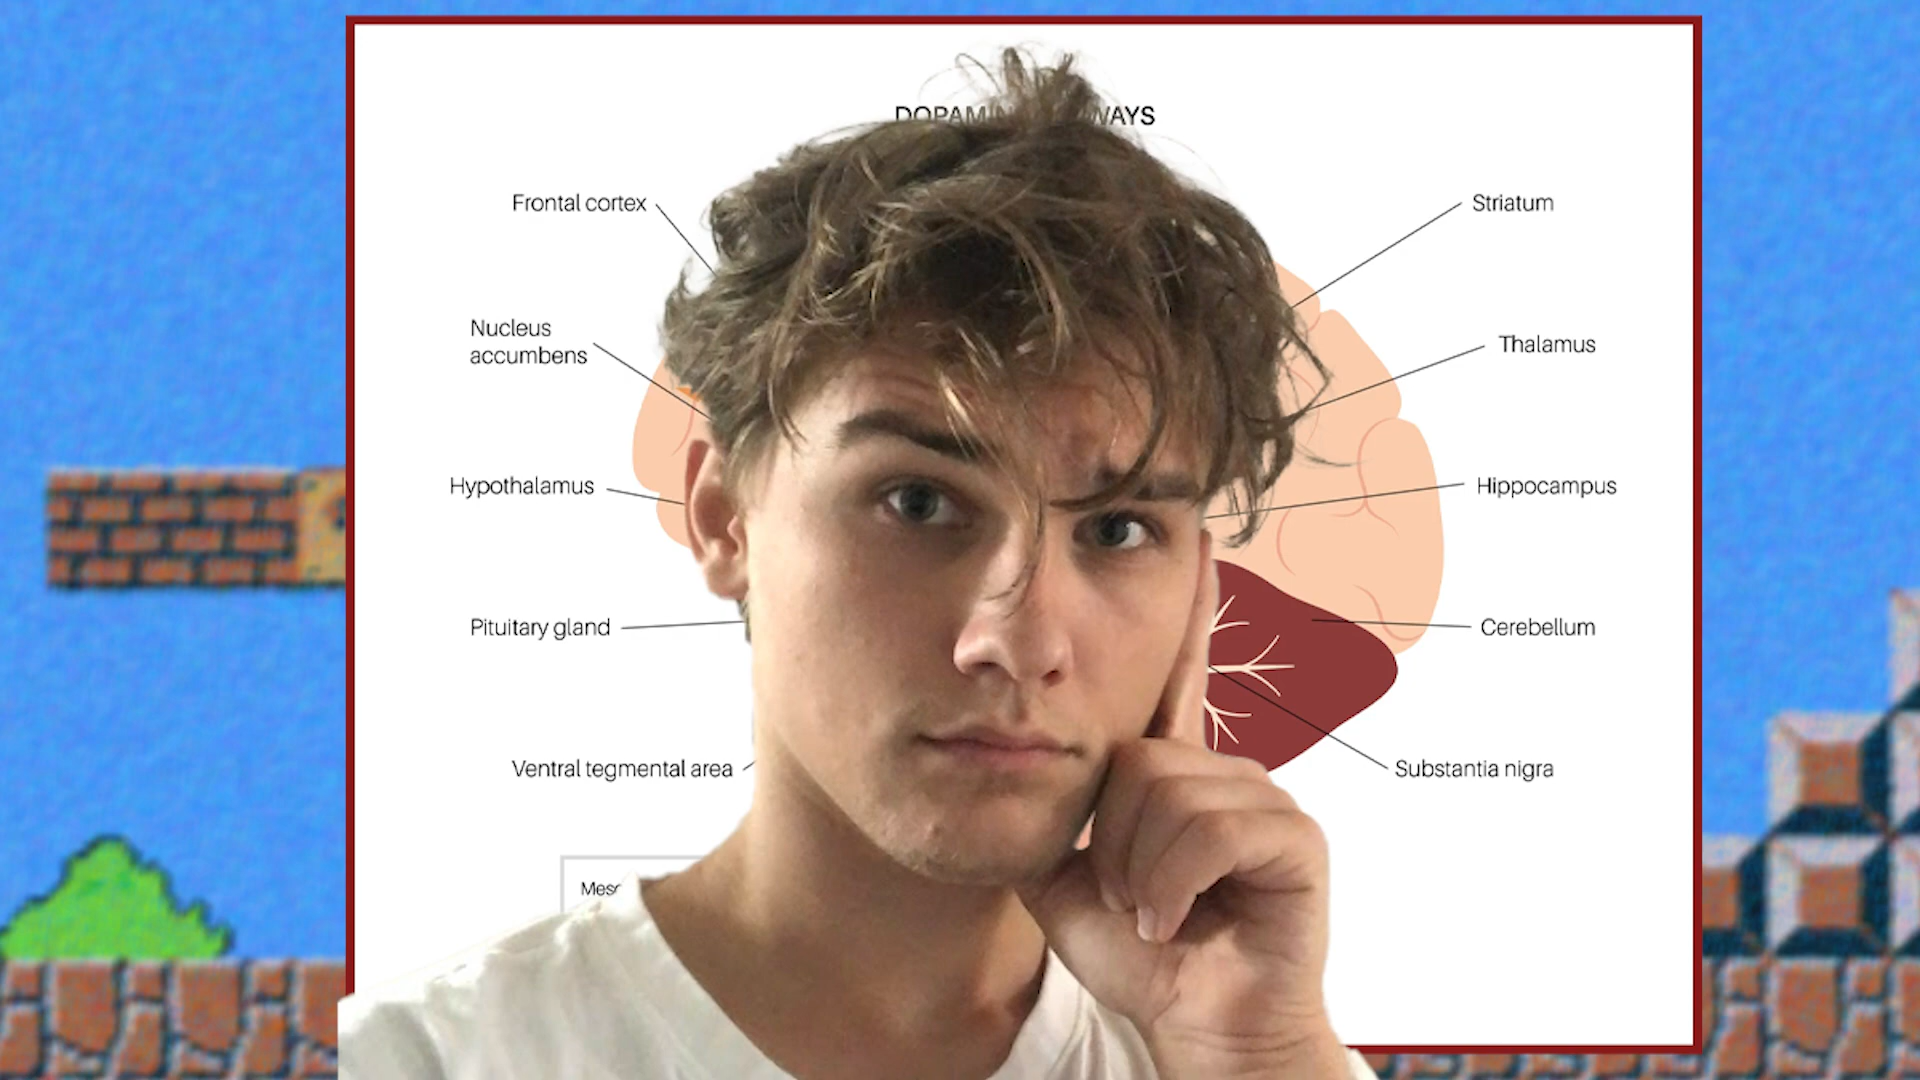 Frontal cortex
Striatum
Nucleus
accumbens
Thalamus
Hypothalamus
Hippocampus
Pituitary gland
Cerebellum
Ventral tegmental area
Substantia nigra